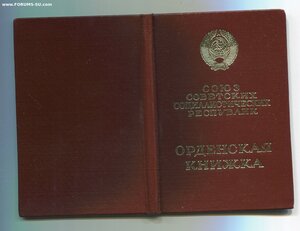 www.FORUMS-SU.com
СОЮЗ
СОВЕТСКИХ
СОЦИАЛИСТИЧЕСКИХ
РЕСПУБЛИК
ОРДЕНСКАЯ
КНИЖКА